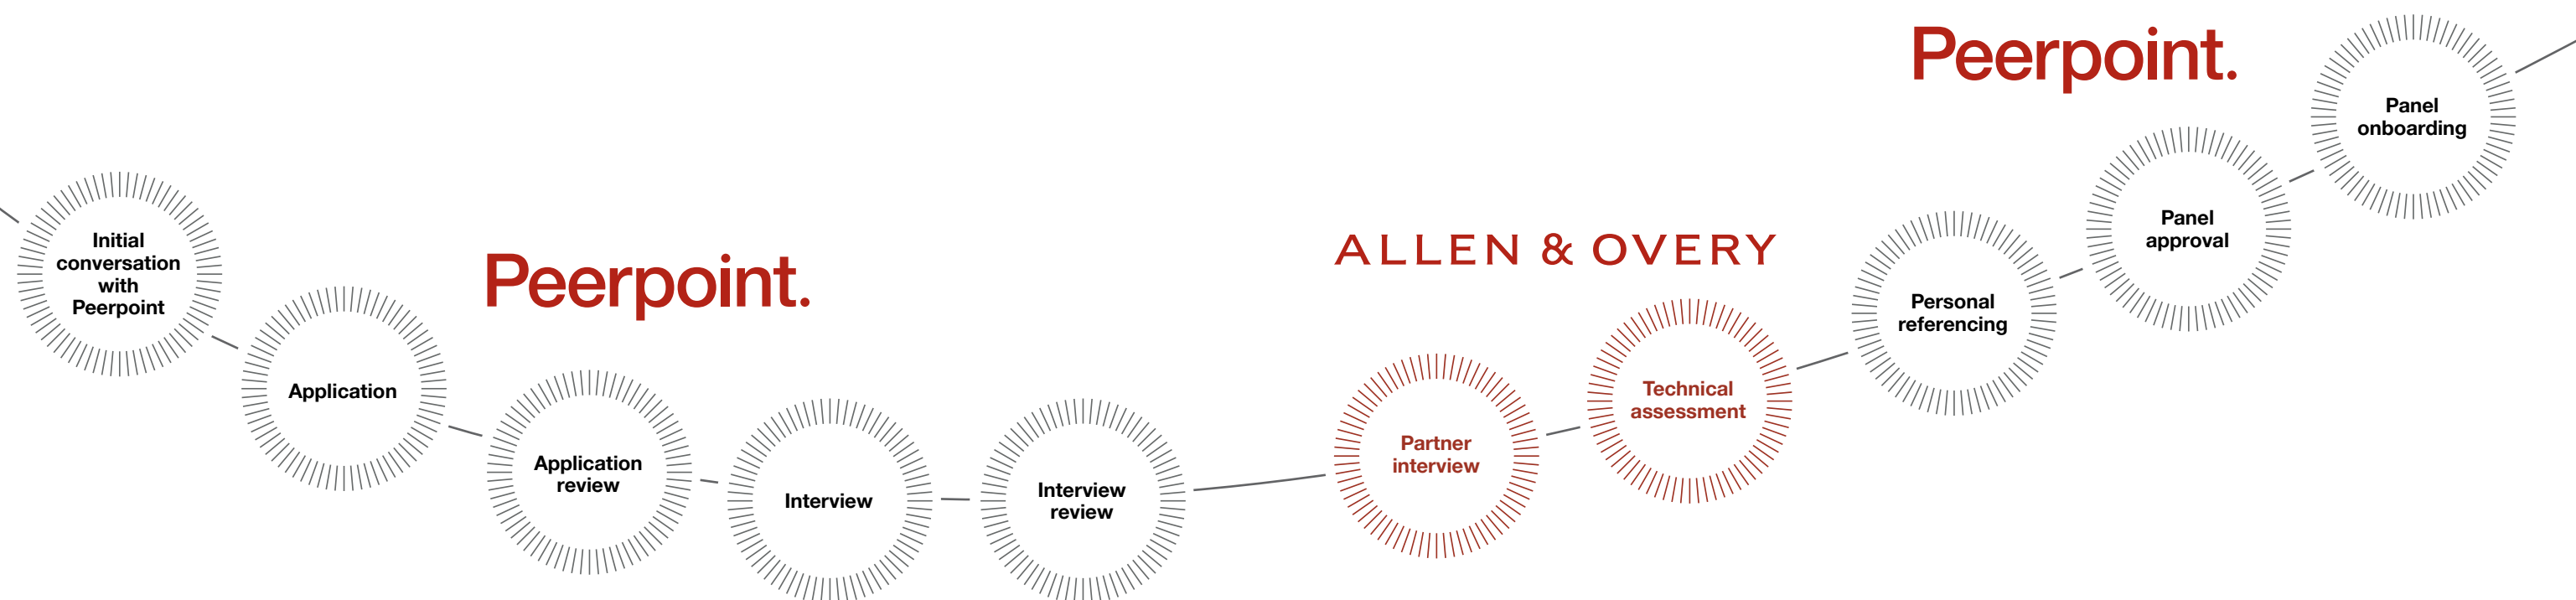 Initial
conversation
with
Peerpoint
Application
Peerpoint.
Application
review
Interview
Interview
review
ALLEN & OVERY
Partner
interview
Technical
assessment
Personal
referencing
Peerpoint.
Panel
approval
Panel
onboarding